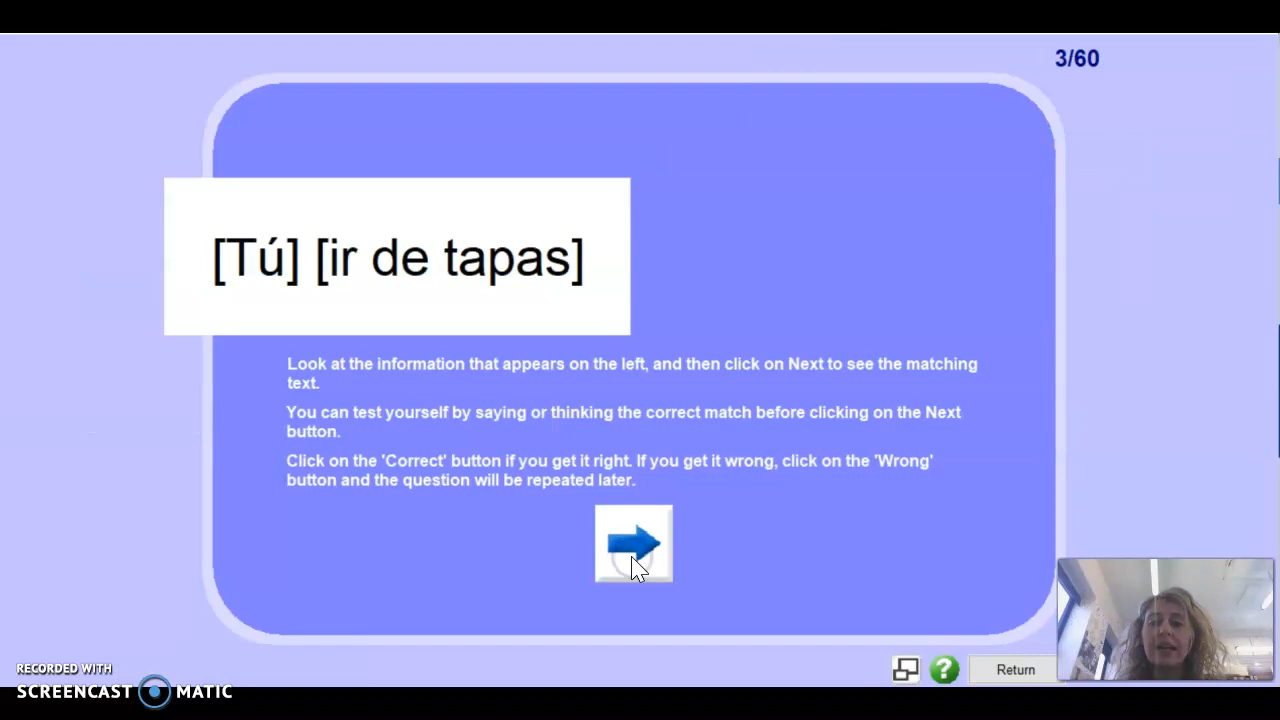 3/60
[Tú] [ir de tapas]
Look at the information that appears on the left, and then click on Next to see the matching
text.
You can test yourself by saying or thinking the correct match before clicking on the Next
button.
Click on the 'Correct' button if you get it right. If you get it wrong, click on the 'Wrong'
button and the question will be repeated later.
?
Return
RECORDED WITH
SCREENCAST MATIC